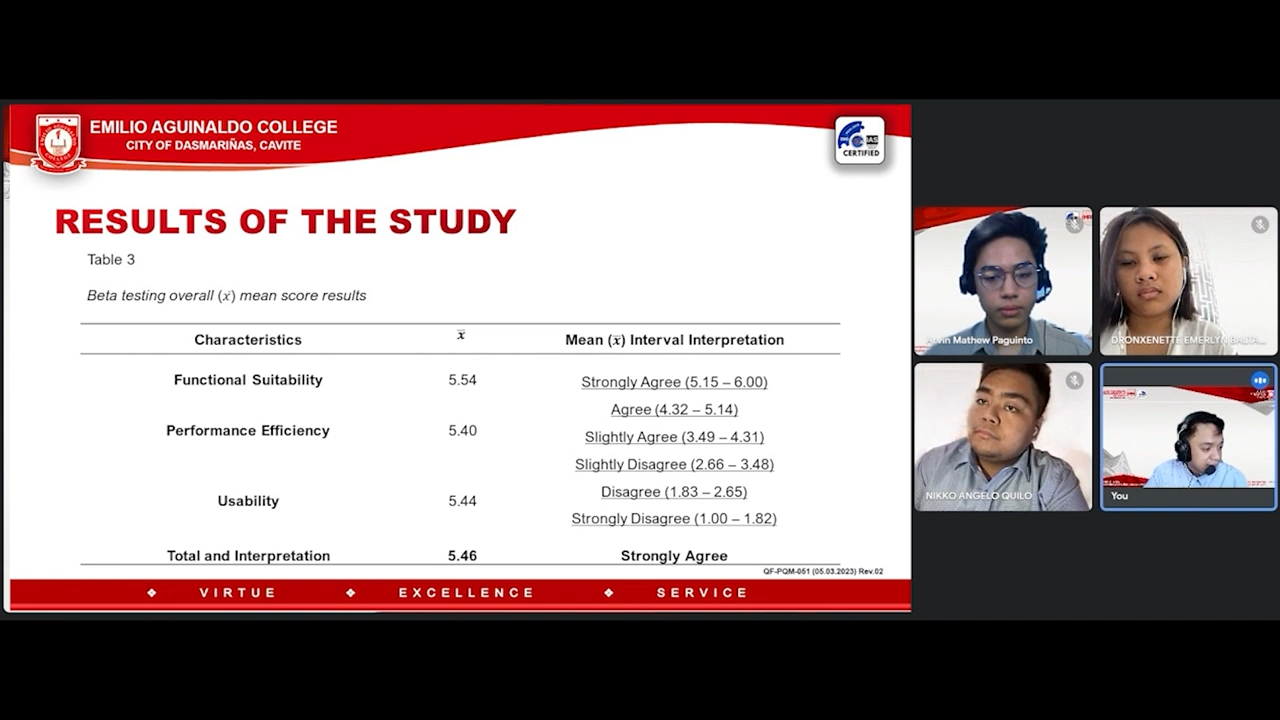 EMILIO AGUINALDO COLLEGE
CITY OF DASMARIÑAS, CAVITE
IAS
CERTIFIED
RESULTS OF THE STUDY
Table 3
Beta testing overall (x̄) mean score results
Characteristics x̄ Mean (x̄) Interval Interpretation
Functional Suitability 5.54 Strongly Agree (5.15 – 6.00)
Agree (4.32 – 5.14)
Performance Efficiency 5.40 Slightly Agree (3.49 – 4.31)
Slightly Disagree (2.66 – 3.48)
Usability 5.44 Disagree (1.83 – 2.65)
Strongly Disagree (1.00 – 1.82)
Total and Interpretation 5.46 Strongly Agree
QF-PQM-051 (05.03.2023) Rev.02
❖ VIRTUE ❖ EXCELLENCE ❖ SERVICE
Mathew Paguinto
DRONXENETTE EMERLYN
NIKKO ANGELO QUILO
You